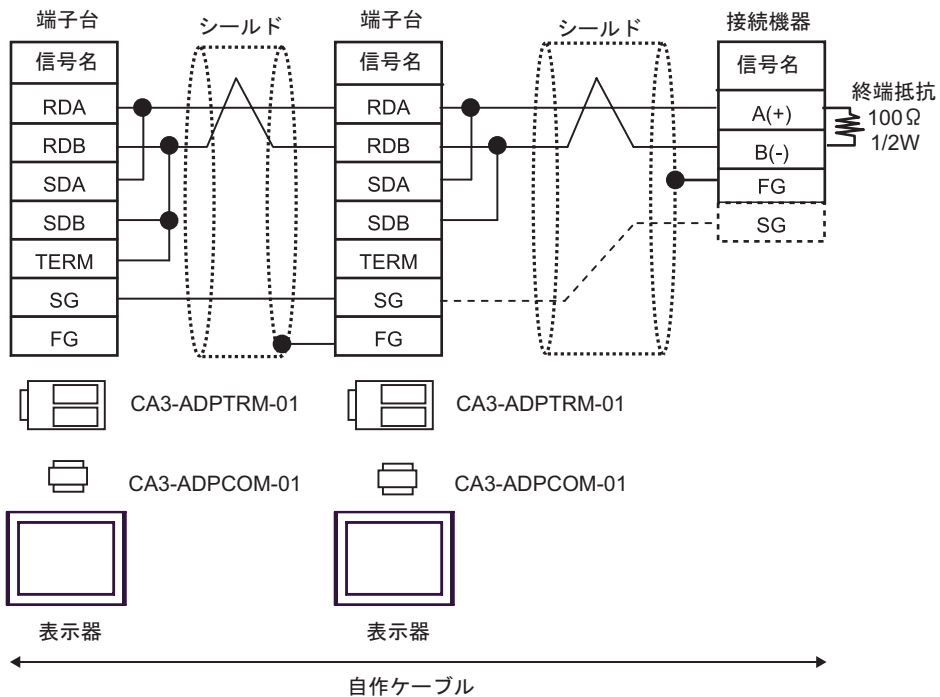 端子台
シールド
端子台
シールド
接続機器
信号名
信号名
信号名
RDA
RDA
A(+)
終端抵抗
100Ω
1/2W
RDB
RDB
B(-)
SDA
SDA
FG
SDB
SDB
SG
TERM
TERM
SG
SG
FG
FG
CA3-ADPTRM-01
CA3-ADPTRM-01
CA3-ADPCOM-01
CA3-ADPCOM-01
表示器
表示器
自作ケーブル